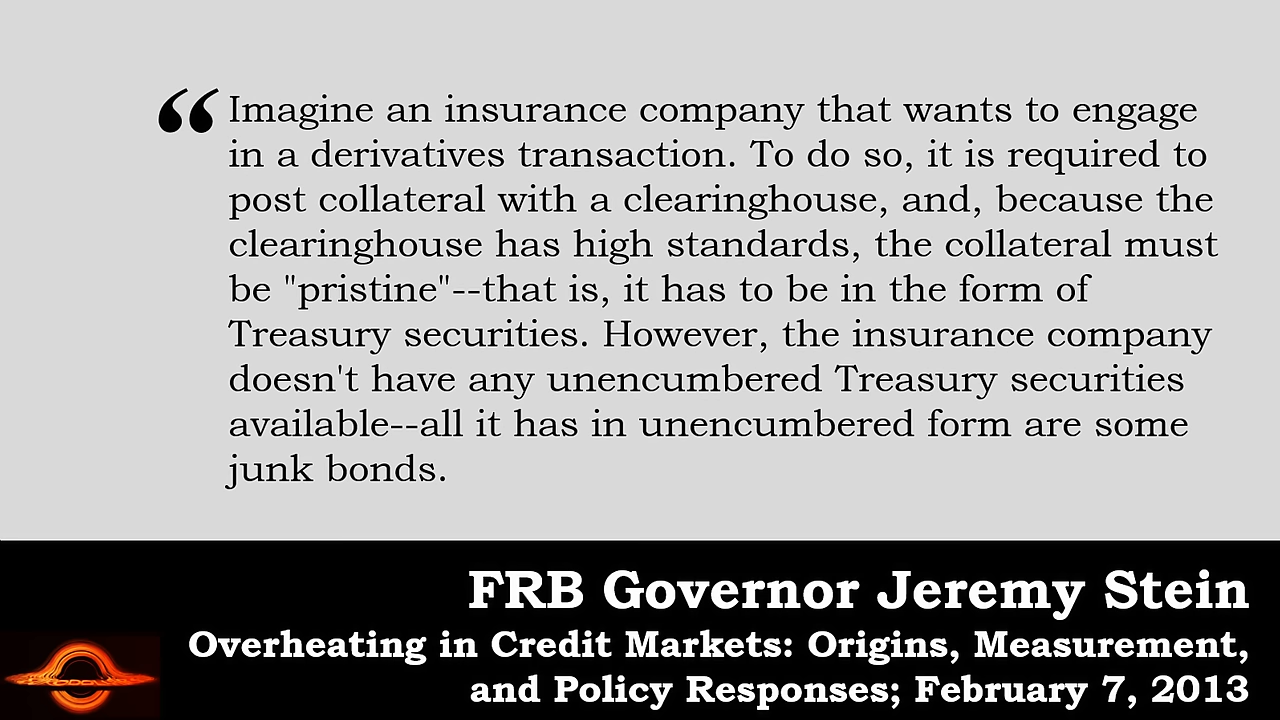 “Imagine an insurance company that wants to engage
in a derivatives transaction. To do so, it is required to
post collateral with a clearinghouse, and, because the
clearinghouse has high standards, the collateral must
be "pristine"--that is, it has to be in the form of
Treasury securities. However, the insurance company
doesn't have any unencumbered Treasury securities
available--all it has in unencumbered form are some
junk bonds.
FRB Governor Jeremy Stein
Overheating in Credit Markets: Origins, Measurement,
and Policy Responses; February 7, 2013